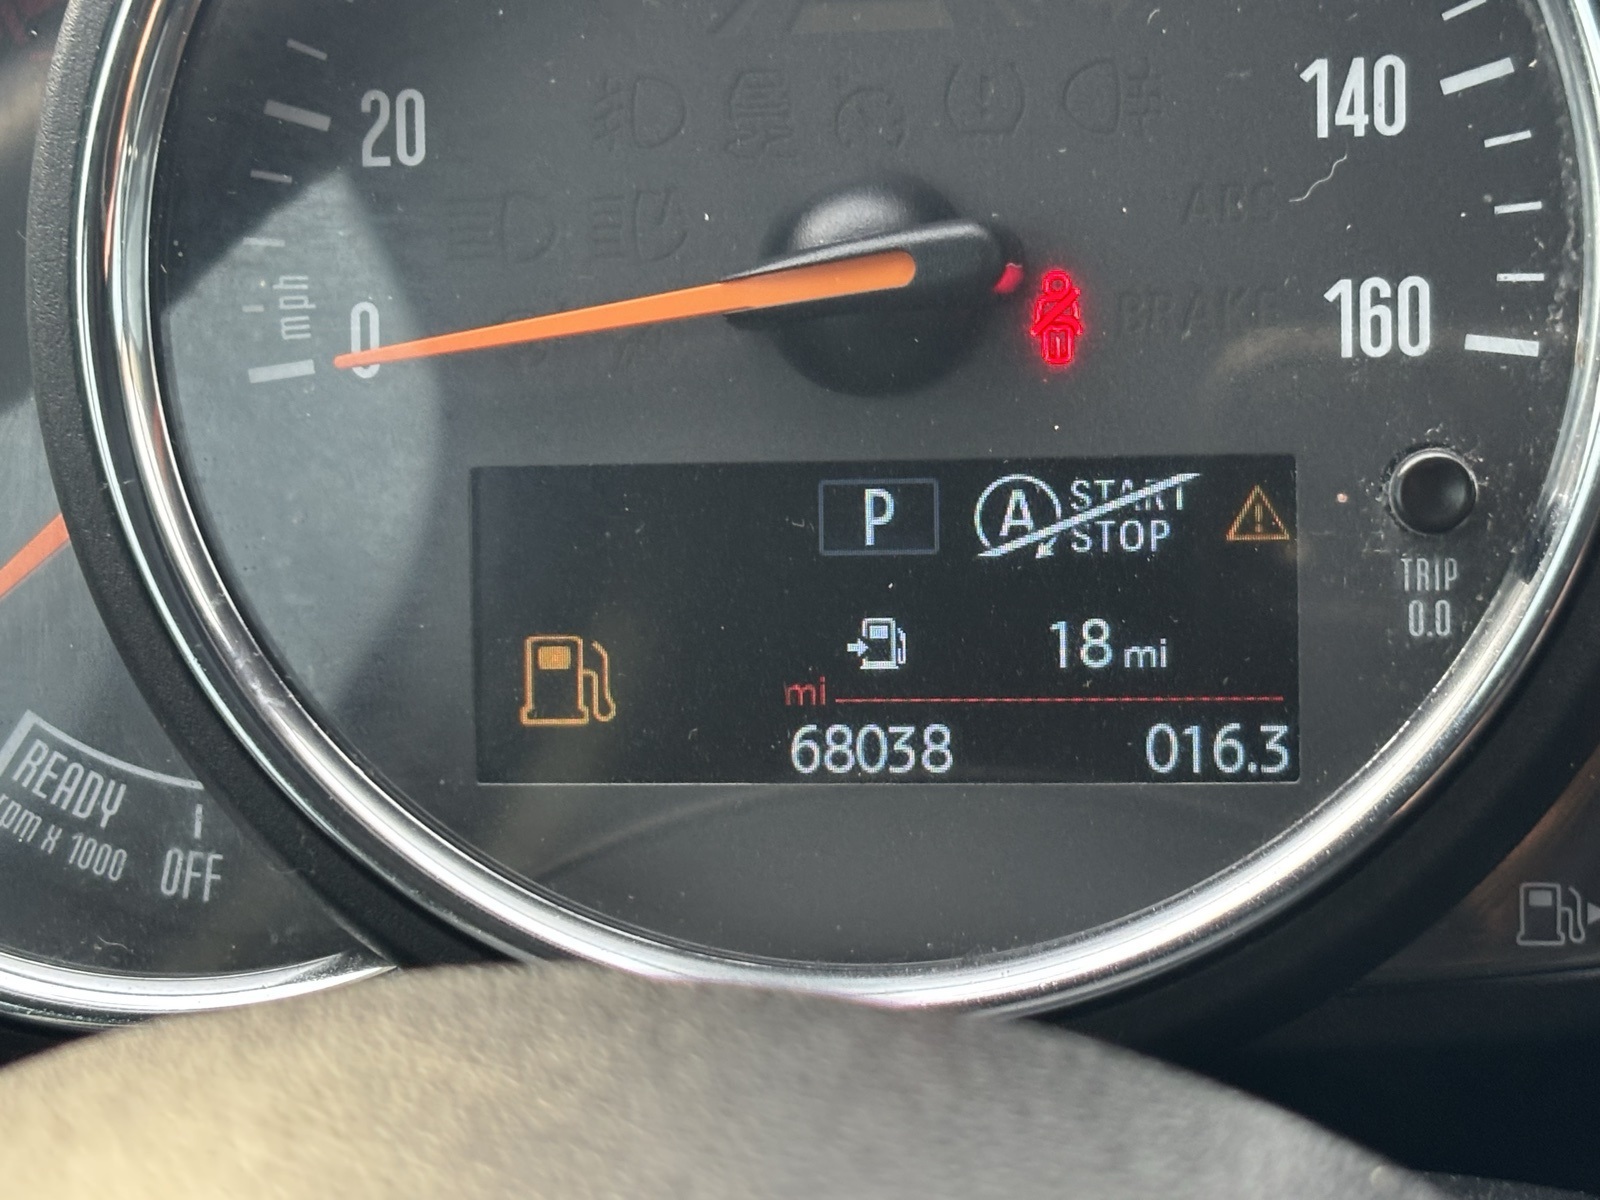 20
140
ABS
mph
0
BRAKE
160
P
A
START
STOP
TRIP
0.0
18 mi
mi
68038
016.3
READY
rpm x 1000
OFF